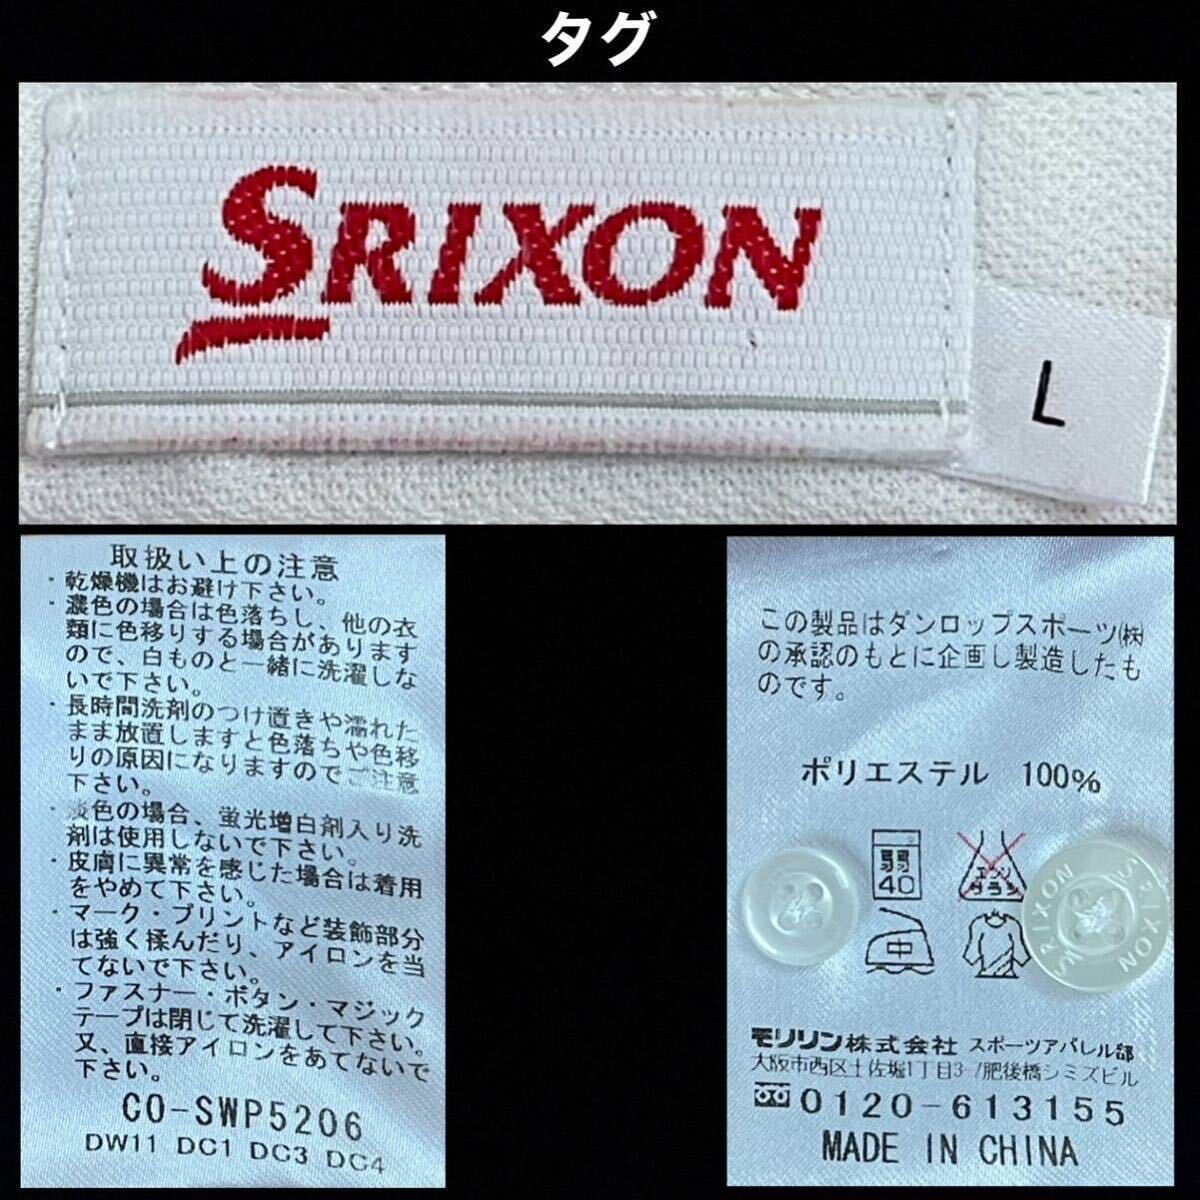 タグ
SRIXON
L
取扱い上の注意
・乾燥機はお避け下さい。
・濃色の場合は色落ちし、他の衣
類に色移りする場合があります
ので、白ものと一緒に洗濯しな
いで下さい。
・長時間洗剤のつけ置きや濡れた
まま放置しますと色落ちや色移
りの原因になりますのでご注意
下さい。
・淡色の場合、蛍光増白剤入り洗
剤は使用しないで下さい。
・皮膚に異常を感じた場合は着用
をやめて下さい。
・マーク・プリントなど装飾部分
は強く揉んだり、アイロンを当
てないで下さい。
・ファスナー・ボタン・マジック
テープは閉じて洗濯して下さい。
又、直接アイロンをあてないで
下さい。
CO-SWP5206
DW11 DC1 DC3 DC4
この製品はダンロップスポーツ㈱
の承認のもとに企画し製造したも
のです。
ポリエステル 100%
弱
40
エンソ
サラシ
中
SRIXON
SRIXON
モリリン株式会社 スポーツアパレル部
大阪市西区土佐堀1丁目3-7肥後橋シミズビル
0120-613155
MADE IN CHINA